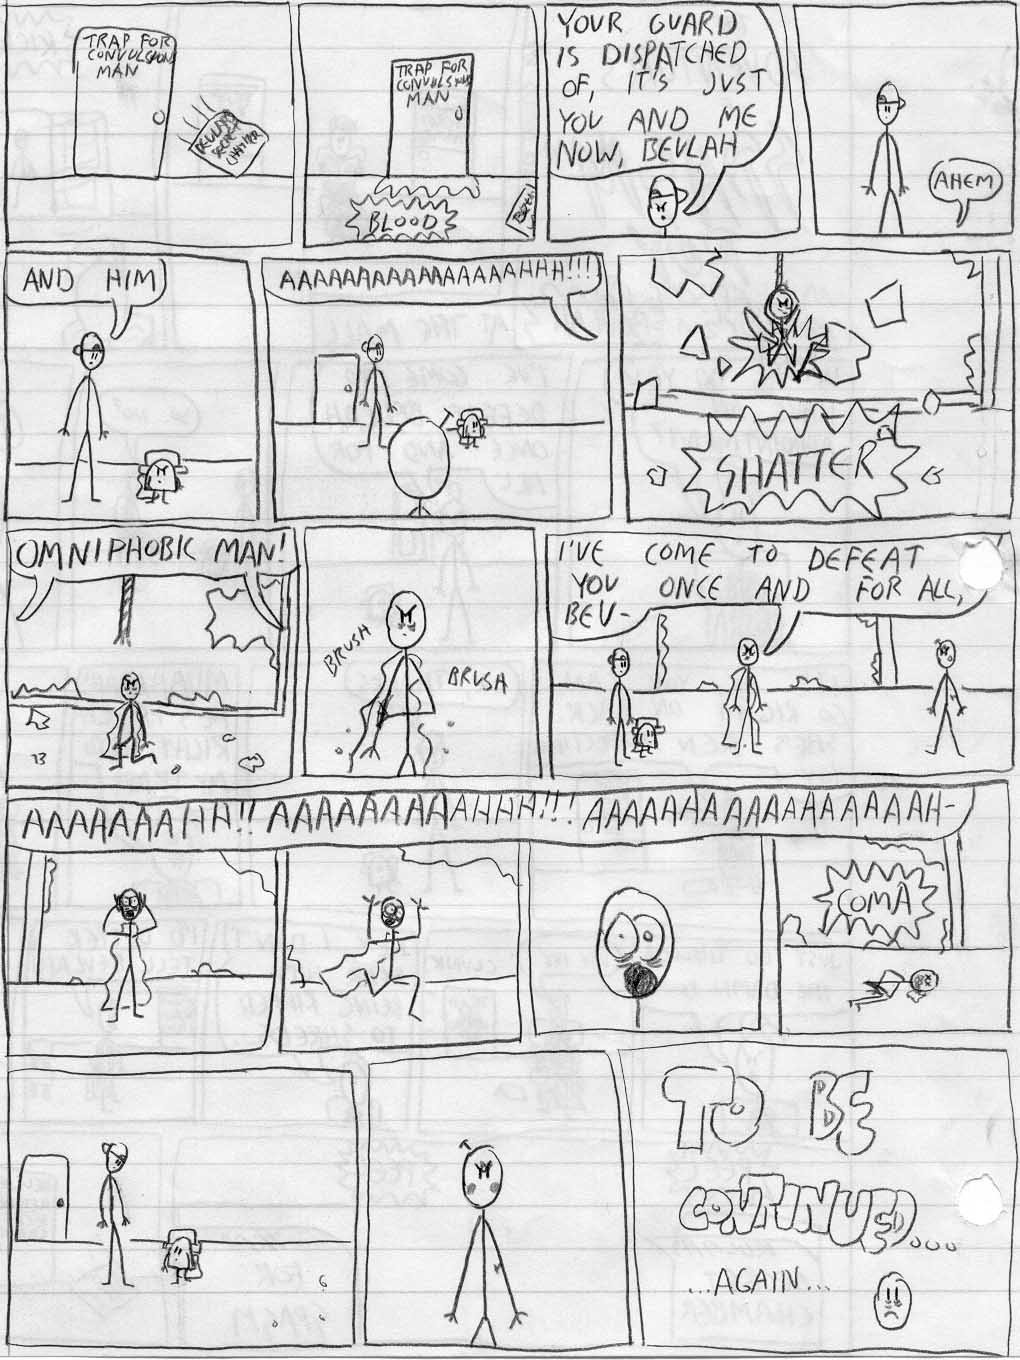 TRAP FOR
CONVULSIONS
MAN
BEULAH'S
SECRET
CHAMBER
TRAP FOR
CONVULSIONS
MAN
BLOOD
YOUR GUARD
IS DISPATCHED
OF, IT'S JUST
YOU AND ME
NOW, BEULAH
AHEM
AND HIM
AAAAAAAAAAAAAAAAAHHH!!!
SHATTER
OMNIPHOBIC MAN!
BRUSH
BRUSH
I'VE COME TO DEFEAT
YOU ONCE AND FOR ALL,
BEU-
AAAAAAAHH!! AAAAAAAAAHHH!!! AAAAAHAAAAAHAAAAAAH-
COMA
TO BE
CONTINUED...
...AGAIN...